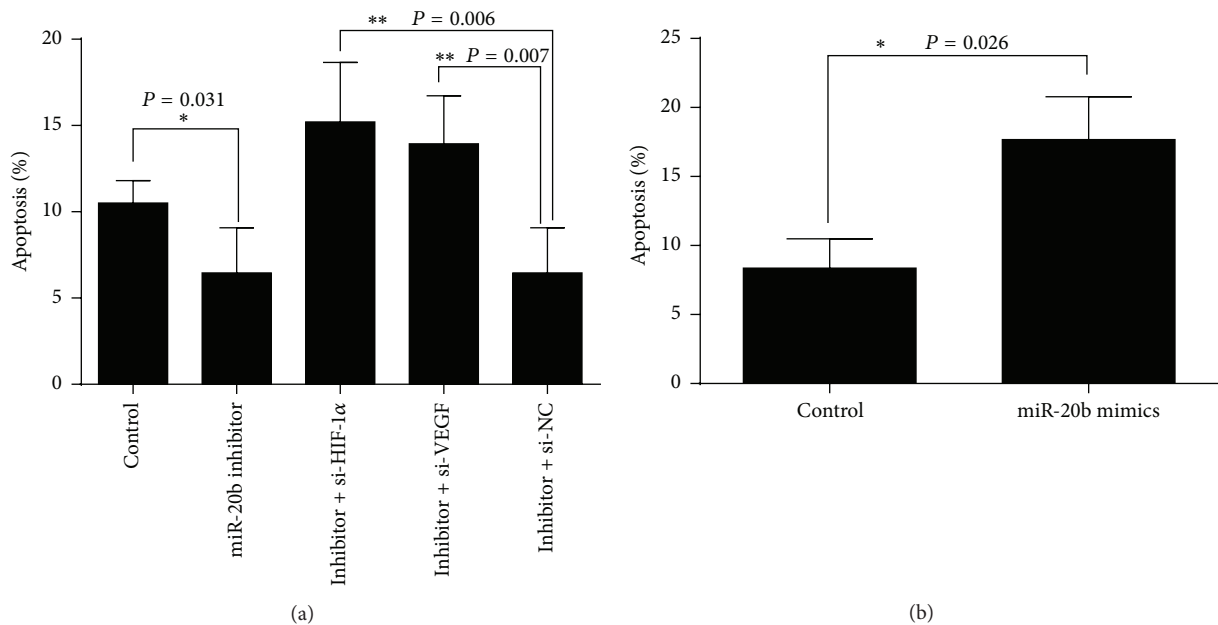 ** P = 0.006
** P = 0.007
P = 0.031
*
20
15
10
5
0
Apoptosis (%)
Control
miR-20b inhibitor
Inhibitor + si-HIF-1α
Inhibitor + si-VEGF
Inhibitor + si-NC
(a)
* P = 0.026
25
20
15
10
5
0
Apoptosis (%)
Control
miR-20b mimics
(b)